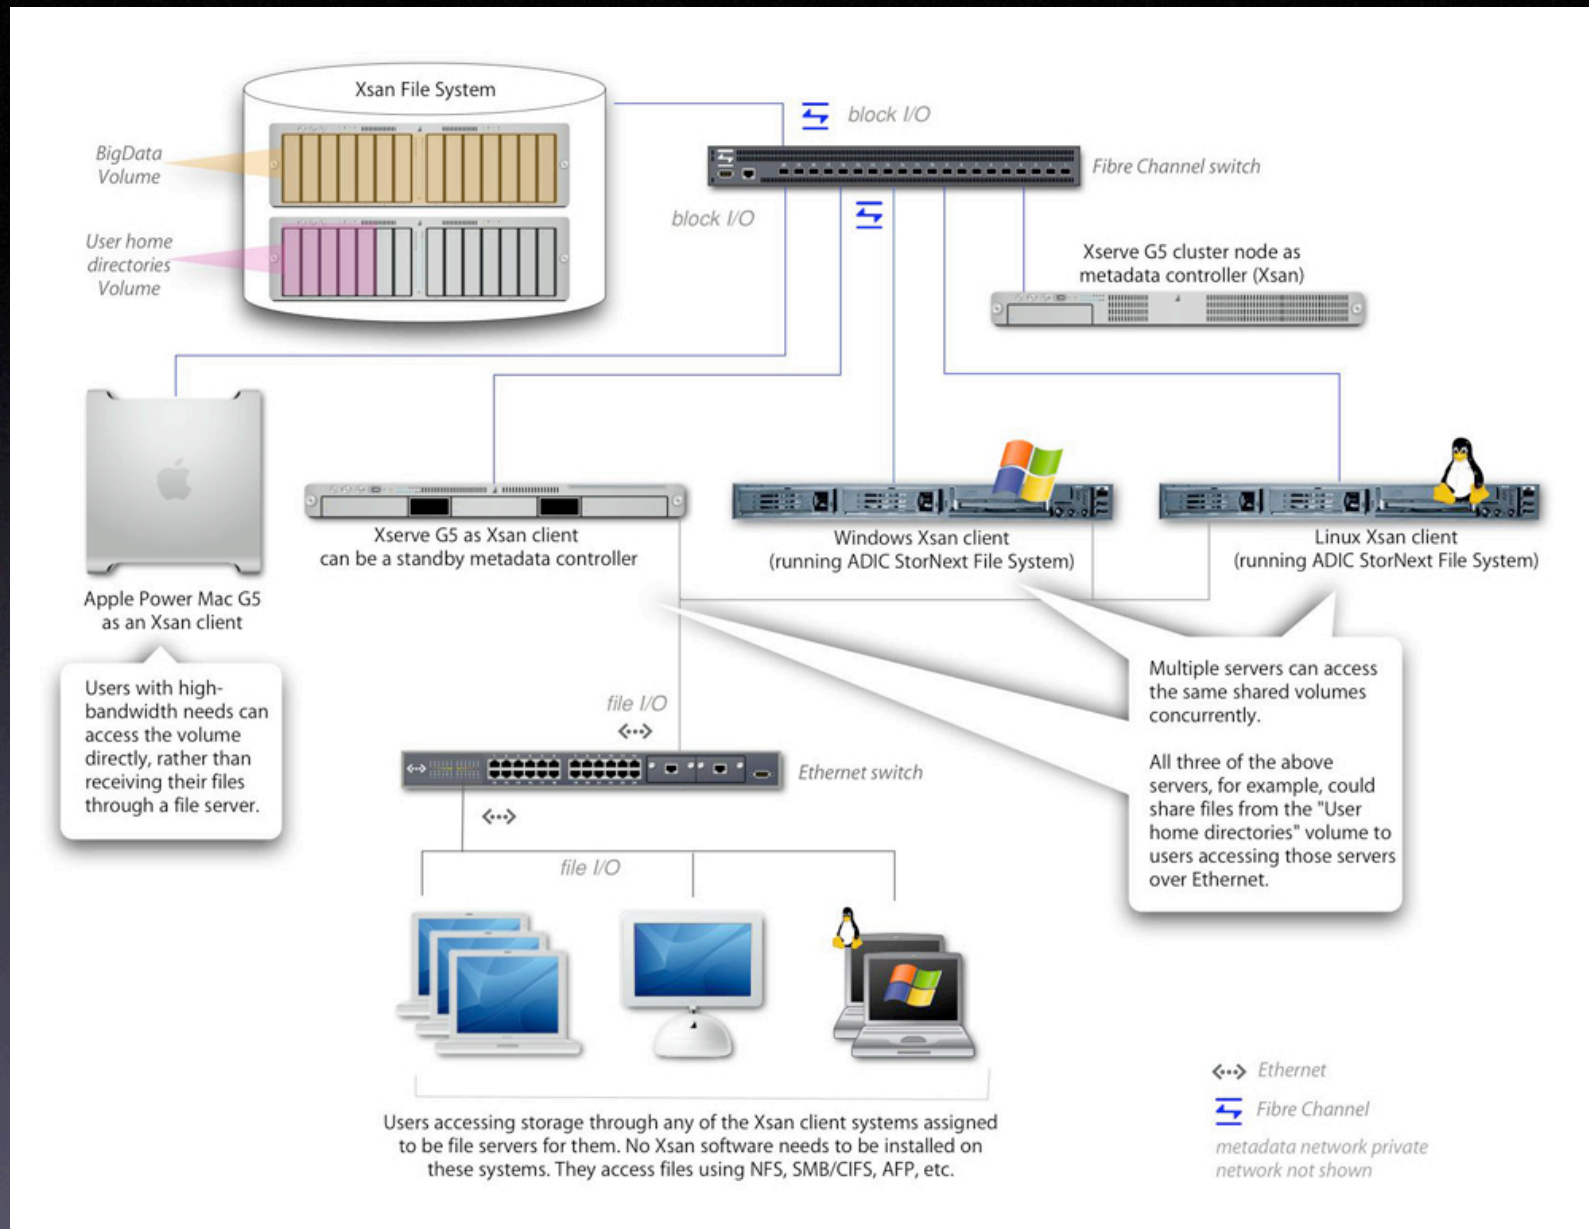 Xsan File System
BigData
Volume
User home
directories
Volume
block I/O
Fibre Channel switch
block I/O
Xserve G5 cluster node as
metadata controller (Xsan)
Apple Power Mac G5
as an Xsan client
Xserve G5 as Xsan client
can be a standby metadata controller
Windows Xsan client
(running ADIC StorNext File System)
Linux Xsan client
(running ADIC StorNext File System)
Users with high-
bandwidth needs can
access the volume
directly, rather than
receiving their files
through a file server.
Multiple servers can access
the same shared volumes
concurrently.
All three of the above
servers, for example, could
share files from the "User
home directories" volume to
users accessing those servers
over Ethernet.
file I/O
Ethernet switch
file I/O
Users accessing storage through any of the Xsan client systems assigned
to be file servers for them. No Xsan software needs to be installed on
these systems. They access files using NFS, SMB/CIFS, AFP, etc.
Ethernet
Fibre Channel
metadata network private
network not shown